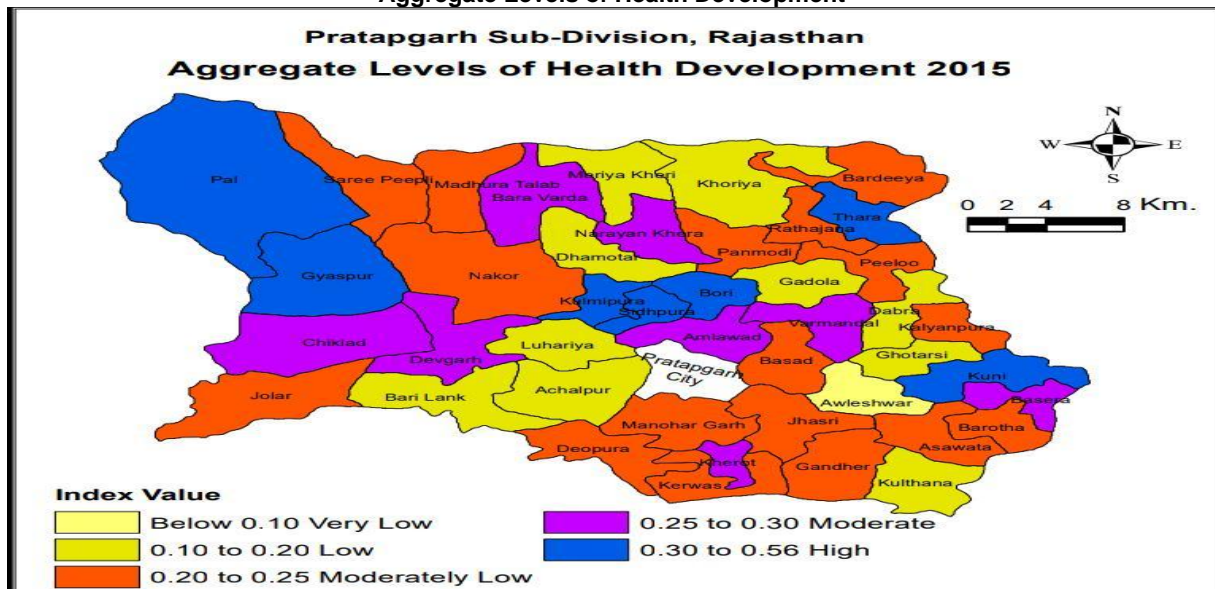 Aggregate Levels of Health Development
Pratapgarh Sub-Division, Rajasthan
Aggregate Levels of Health Development 2015
N
W E
S
0 2 4 8 Km.
Pal
Saree Peepli
Madhura Talab
Bara Varda
Mariya Kheri
Khoriya
Bardeeya
Thara
Narayan Khera
Rathajana
Dhamotar
Panmodi
Peeloo
Gyaspur
Nakor
Gadola
Kulmipura
Bori
Sidhpura
Dabra
Varmandal
Kalyanpura
Chiklad
Devgarh
Luhariya
Amlawad
Ghotarsi
Pratapgarh
City
Basad
Kuni
Jolar
Bari Lank
Achalpur
Awleshwar
Basera
Manohar Garh
Jhasri
Barotha
Deopura
Asawata
Kherot
Gandher
Kerwas
Kulthana
Index Value
Below 0.10 Very Low
0.10 to 0.20 Low
0.20 to 0.25 Moderately Low
0.25 to 0.30 Moderate
0.30 to 0.56 High